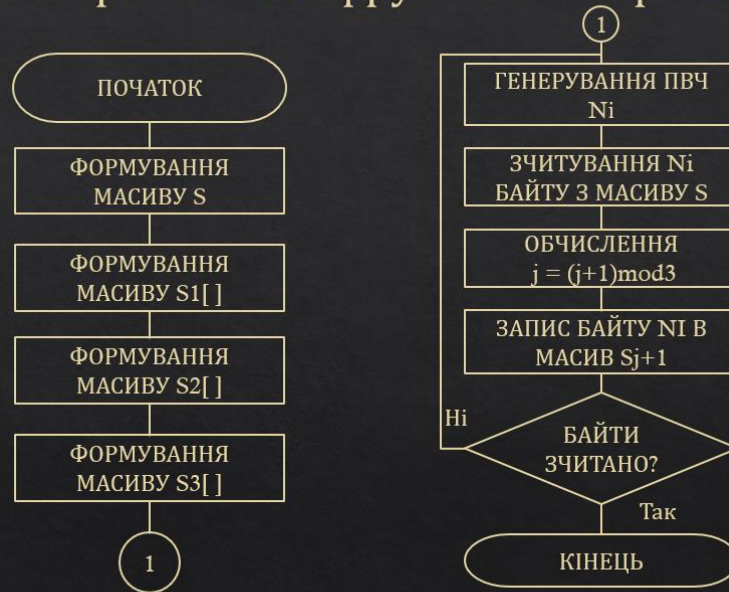 ПОЧАТОК
ФОРМУВАННЯ
МАСИВУ S
ФОРМУВАННЯ
МАСИВУ S1[ ]
ФОРМУВАННЯ
МАСИВУ S2[ ]
ФОРМУВАННЯ
МАСИВУ S3[ ]
1
1
ГЕНЕРУВАННЯ ПВЧ
Ni
ЗЧИТУВАННЯ Ni
БАЙТУ З МАСИВУ S
ОБЧИСЛЕННЯ
j = (j+1)mod3
ЗАПИС БАЙТУ NI В
МАСИВ Sj+1
Ні
БАЙТИ
ЗЧИТАНО?
Так
КІНЕЦЬ